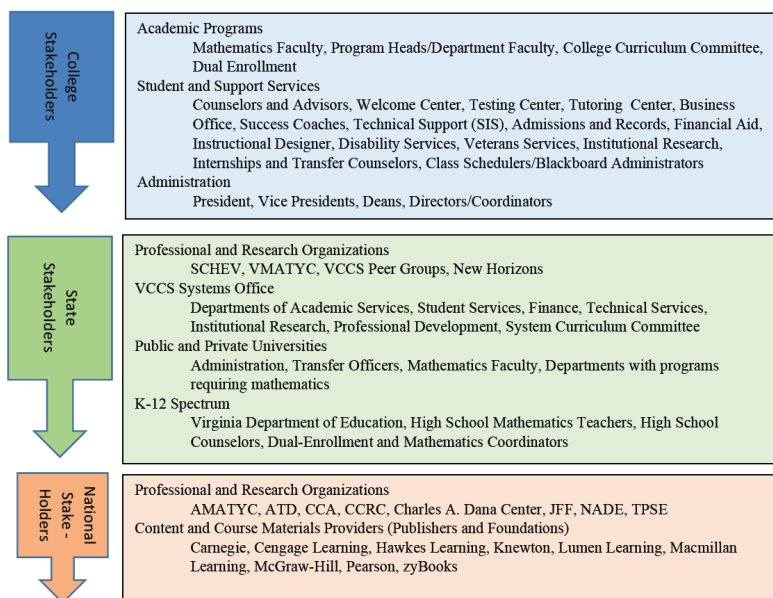 College
Stakeholders
Academic Programs
Mathematics Faculty, Program Heads/Department Faculty, College Curriculum Committee,
Dual Enrollment
Student and Support Services
Counselors and Advisors, Welcome Center, Testing Center, Tutoring Center, Business
Office, Success Coaches, Technical Support (SIS), Admissions and Records, Financial Aid,
Instructional Designer, Disability Services, Veterans Services, Institutional Research,
Internships and Transfer Counselors, Class Schedulers/Blackboard Administrators
Administration
President, Vice Presidents, Deans, Directors/Coordinators
State
Stakeholders
Professional and Research Organizations
SCHEV, VMATYC, VCCS Peer Groups, New Horizons
VCCS Systems Office
Departments of Academic Services, Student Services, Finance, Technical Services,
Institutional Research, Professional Development, System Curriculum Committee
Public and Private Universities
Administration, Transfer Officers, Mathematics Faculty, Departments with programs
requiring mathematics
K-12 Spectrum
Virginia Department of Education, High School Mathematics Teachers, High School
Counselors, Dual-Enrollment and Mathematics Coordinators
National
Stake -
Holders
Professional and Research Organizations
AMATYC, ATD, CCA, CCRC, Charles A. Dana Center, JFF, NADE, TPSE
Content and Course Materials Providers (Publishers and Foundations)
Carnegie, Cengage Learning, Hawkes Learning, Knewton, Lumen Learning, Macmillan
Learning, McGraw-Hill, Pearson, zyBooks